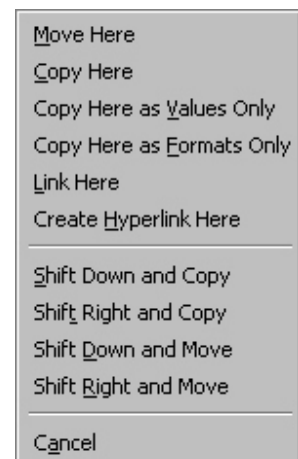 Move Here
Copy Here
Copy Here as Values Only
Copy Here as Formats Only
Link Here
Create Hyperlink Here
Shift Down and Copy
Shift Right and Copy
Shift Down and Move
Shift Right and Move
Cancel